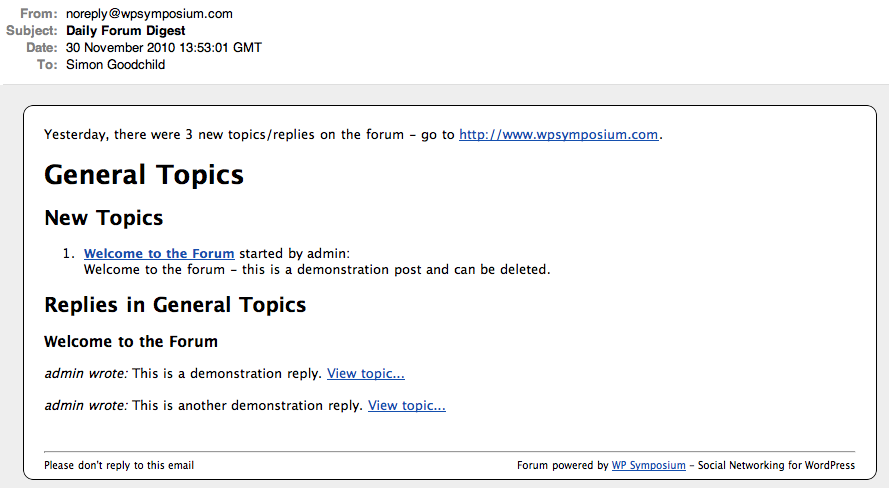 From: noreply@wpsymposium.com
Subject: Daily Forum Digest
Date: 30 November 2010 13:53:01 GMT
To: Simon Goodchild
Yesterday, there were 3 new topics/replies on the forum – go to http://www.wpsymposium.com.
General Topics
New Topics
1. Welcome to the Forum started by admin:
Welcome to the forum – this is a demonstration post and can be deleted.
Replies in General Topics
Welcome to the Forum
admin wrote: This is a demonstration reply. View topic...
admin wrote: This is another demonstration reply. View topic...
Please don't reply to this email
Forum powered by WP Symposium – Social Networking for WordPress